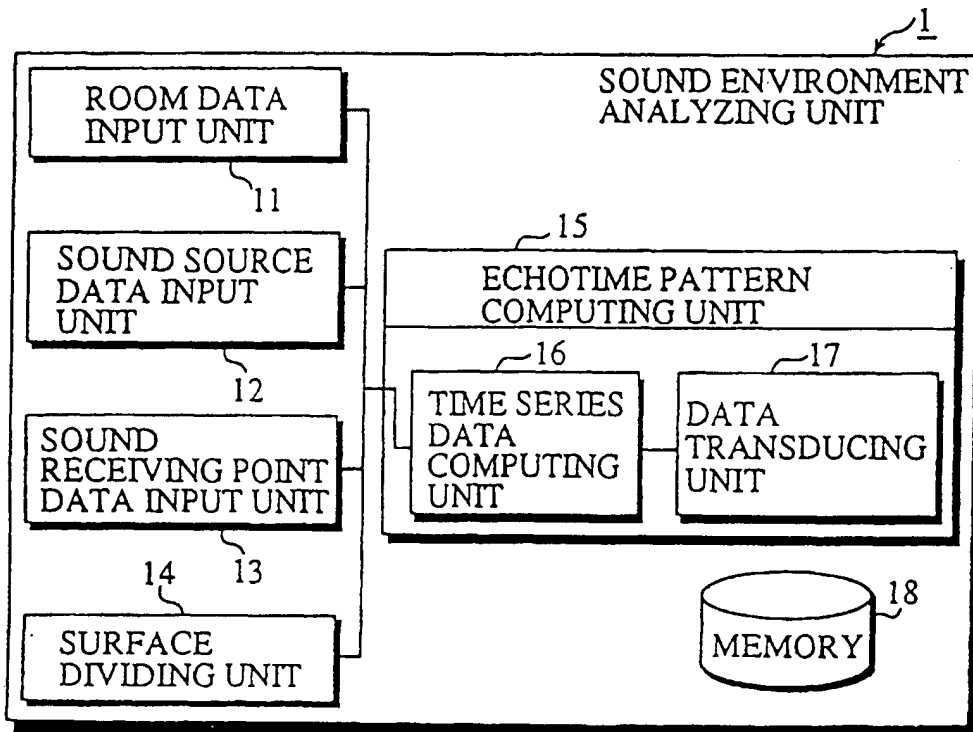 1
SOUND ENVIRONMENT
ANALYZING UNIT
ROOM DATA
INPUT UNIT
11
SOUND SOURCE
DATA INPUT
UNIT
12
SOUND
RECEIVING POINT
DATA INPUT UNIT
13
14
SURFACE
DIVIDING UNIT
15
ECHOTIME PATTERN
COMPUTING UNIT
16
TIME SERIES
DATA
COMPUTING
UNIT
17
DATA
TRANSDUCING
UNIT
18
MEMORY